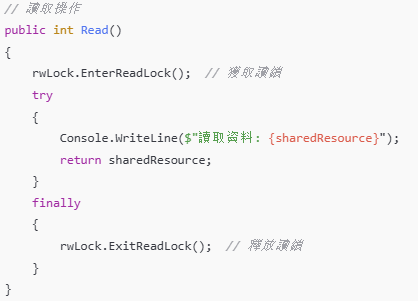 // 讀取操作
public int Read()
{
    rwLock.EnterReadLock();  // 獲取讀鎖
    try
    {
        Console.WriteLine($"讀取資料: {sharedResource}");
        return sharedResource;
    }
    finally
    {
        rwLock.ExitReadLock();  // 釋放讀鎖
    }
}